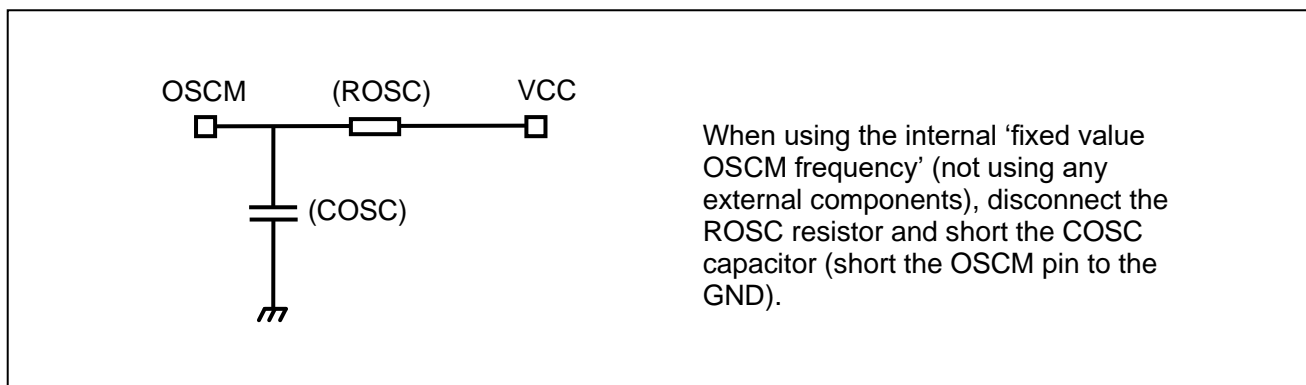 OSCM (ROSC) VCC
(COSC)
When using the internal ‘fixed value
OSCM frequency’ (not using any
external components), disconnect the
ROSC resistor and short the COSC
capacitor (short the OSCM pin to the
GND).